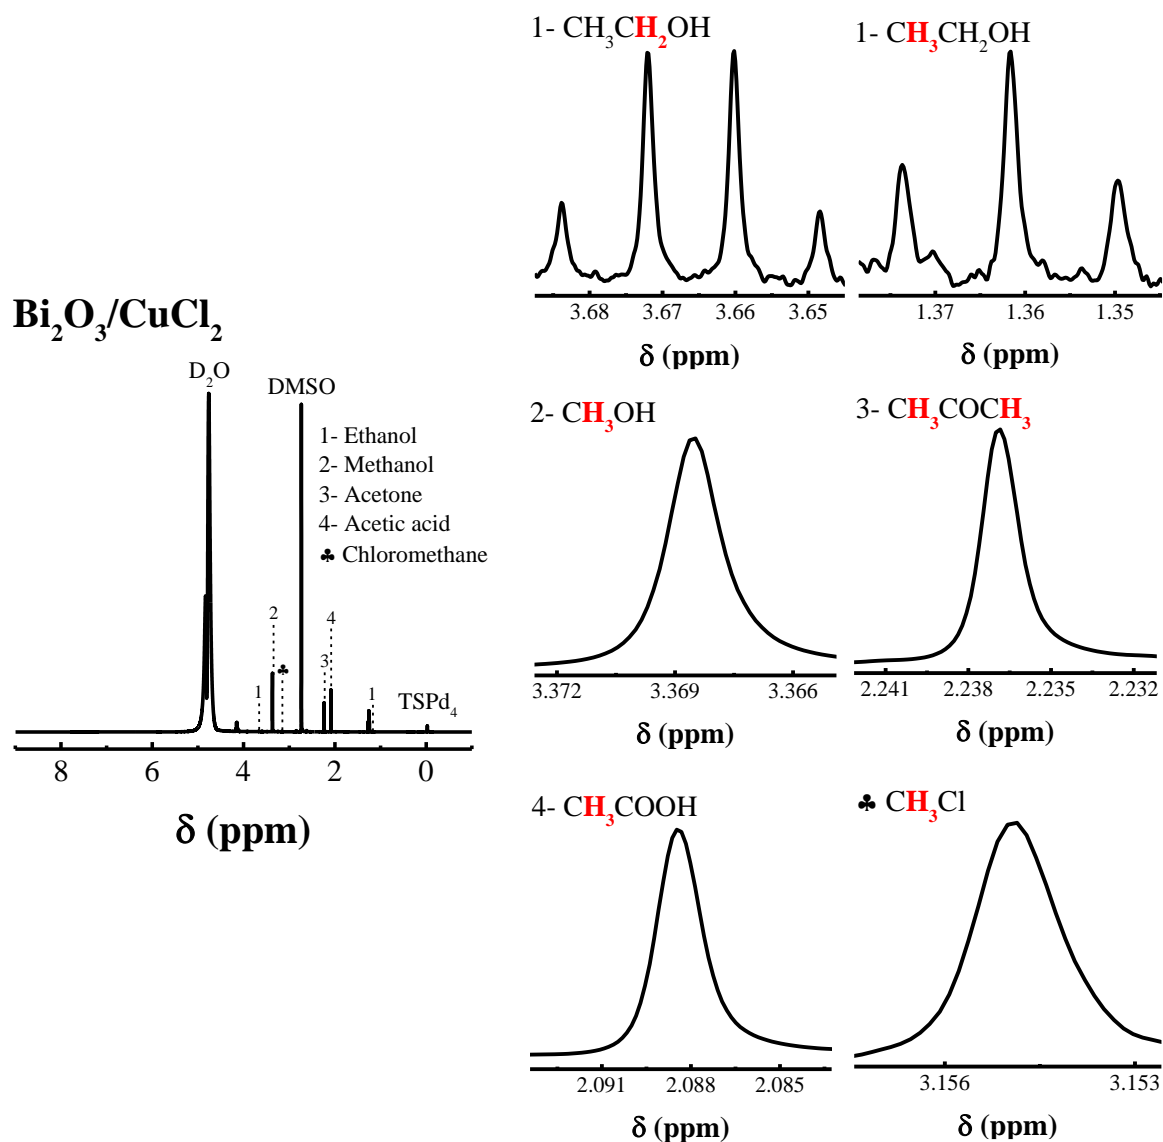 Bi₂O₃/CuCl₂
D₂O
DMSO
TSPd₄
1- Ethanol
2- Methanol
3- Acetone
4- Acetic acid
♣ Chloromethane
1
2
♣
3
4
1
8 6 4 2 0
δ (ppm)
1- CH₃CH₂OH
3.68 3.67 3.66 3.65
δ (ppm)
1- CH₃CH₂OH
1.37 1.36 1.35
δ (ppm)
2- CH₃OH
3.372 3.369 3.366
δ (ppm)
3- CH₃COCH₃
2.241 2.238 2.235 2.232
δ (ppm)
4- CH₃COOH
2.091 2.088 2.085
δ (ppm)
♣ CH₃Cl
3.156 3.153
δ (ppm)